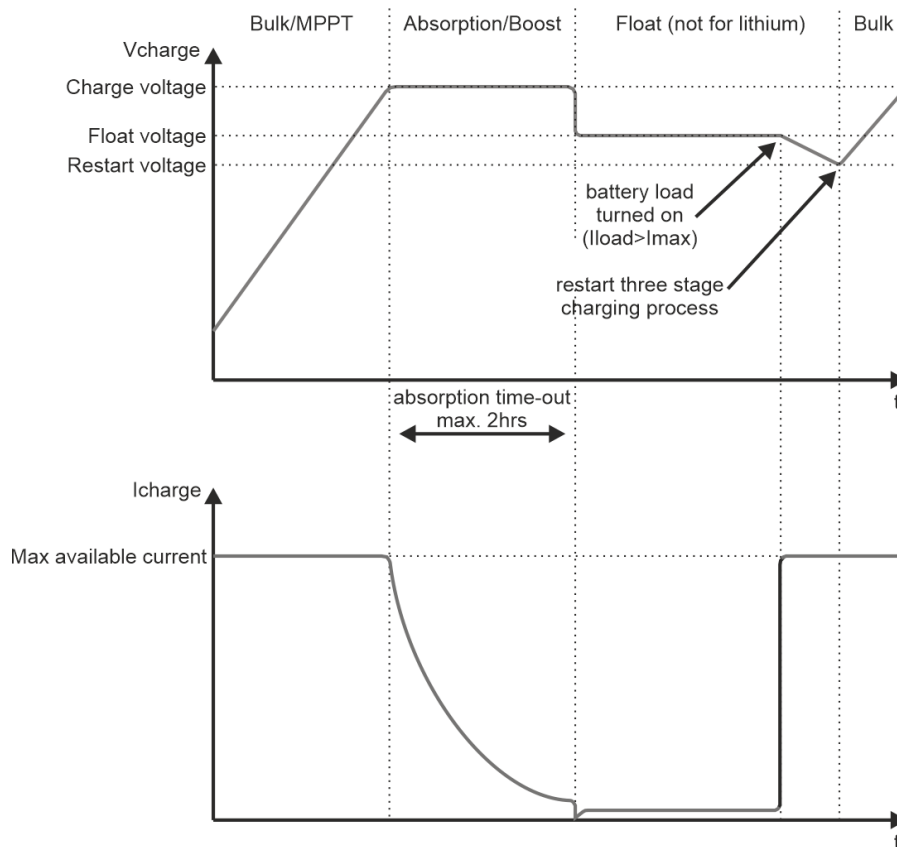 Bulk/MPPT
Absorption/Boost
Float (not for lithium)
Bulk
Vcharge
Charge voltage
Float voltage
Restart voltage
battery load
turned on
(Iload>Imax)
restart three stage
charging process
t
absorption time-out
max. 2hrs
Icharge
Max available current
t